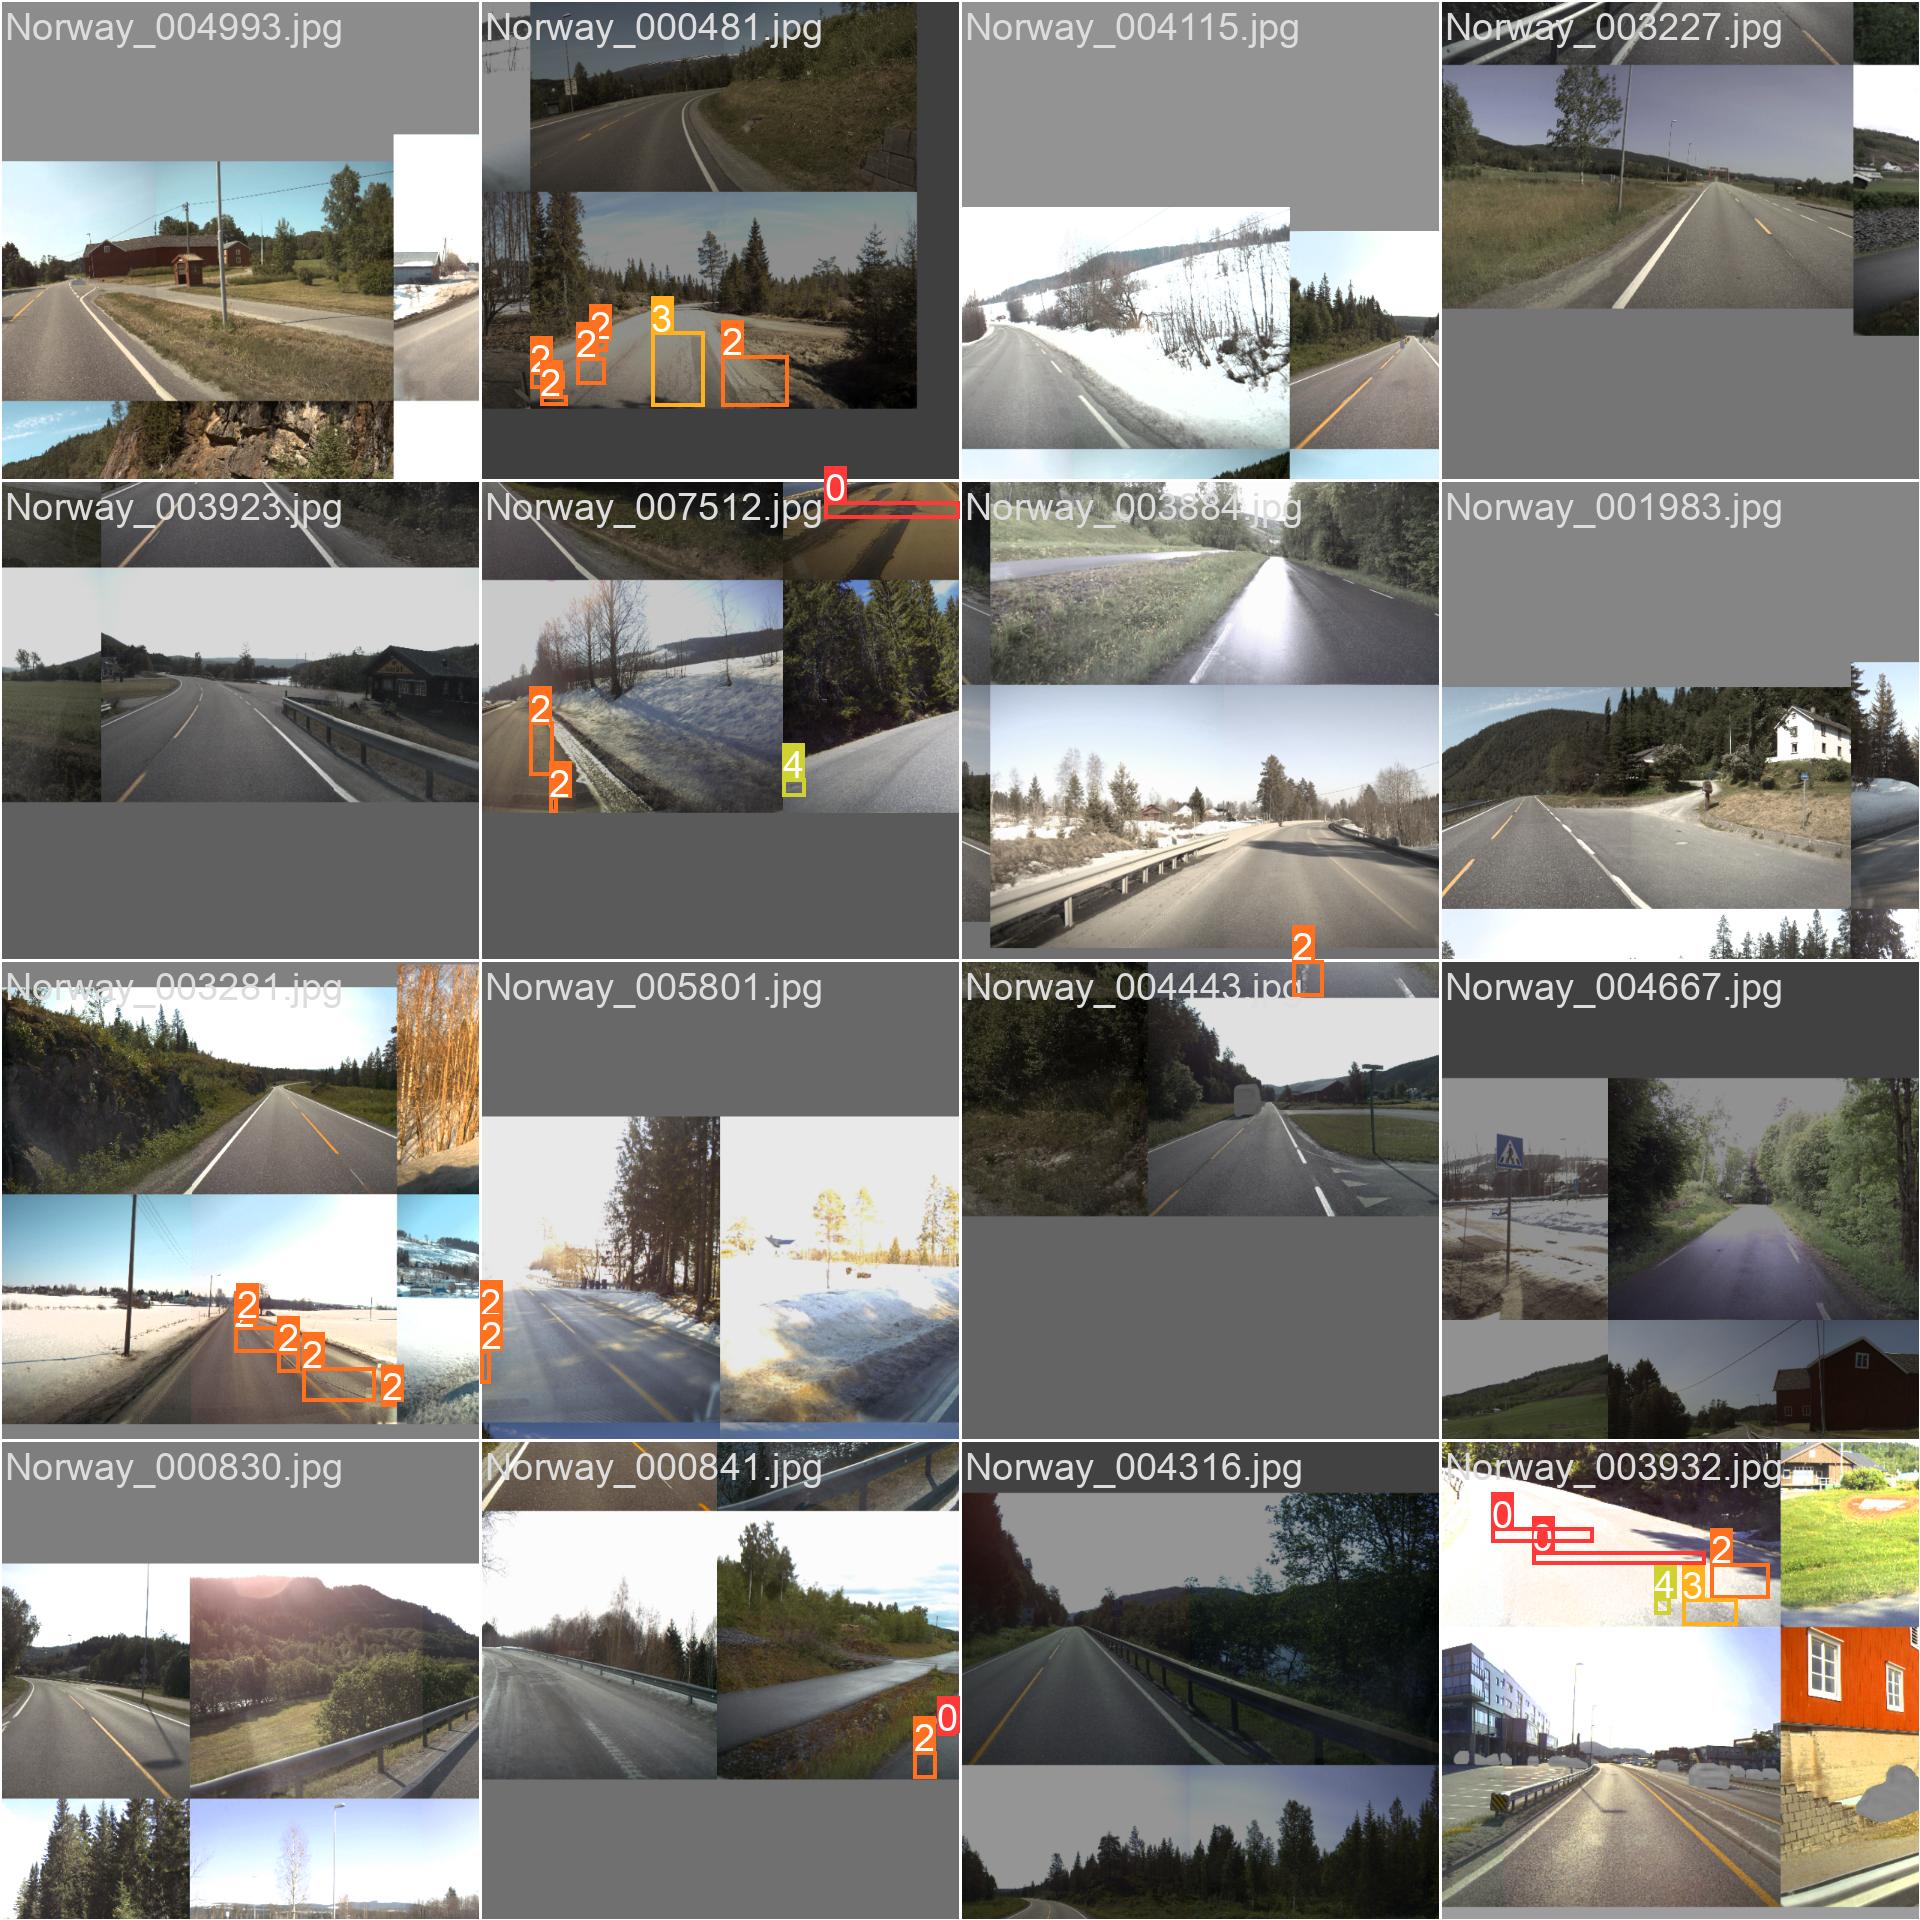 Norway_004993.jpg
Norway_000481.jpg
Norway_004115.jpg
Norway_003227.jpg
2
2
3
2
2
2
Norway_003923.jpg
Norway_007512.jpg
0
Norway_003884.jpg
Norway_001983.jpg
2
2
4
2
Norway_003281.jpg
Norway_005801.jpg
Norway_004443.jpg
Norway_004667.jpg
2
2
2
2
2
2
Norway_000830.jpg
Norway_000841.jpg
Norway_004316.jpg
Norway_003932.jpg
0
0
2
4
3
0
2